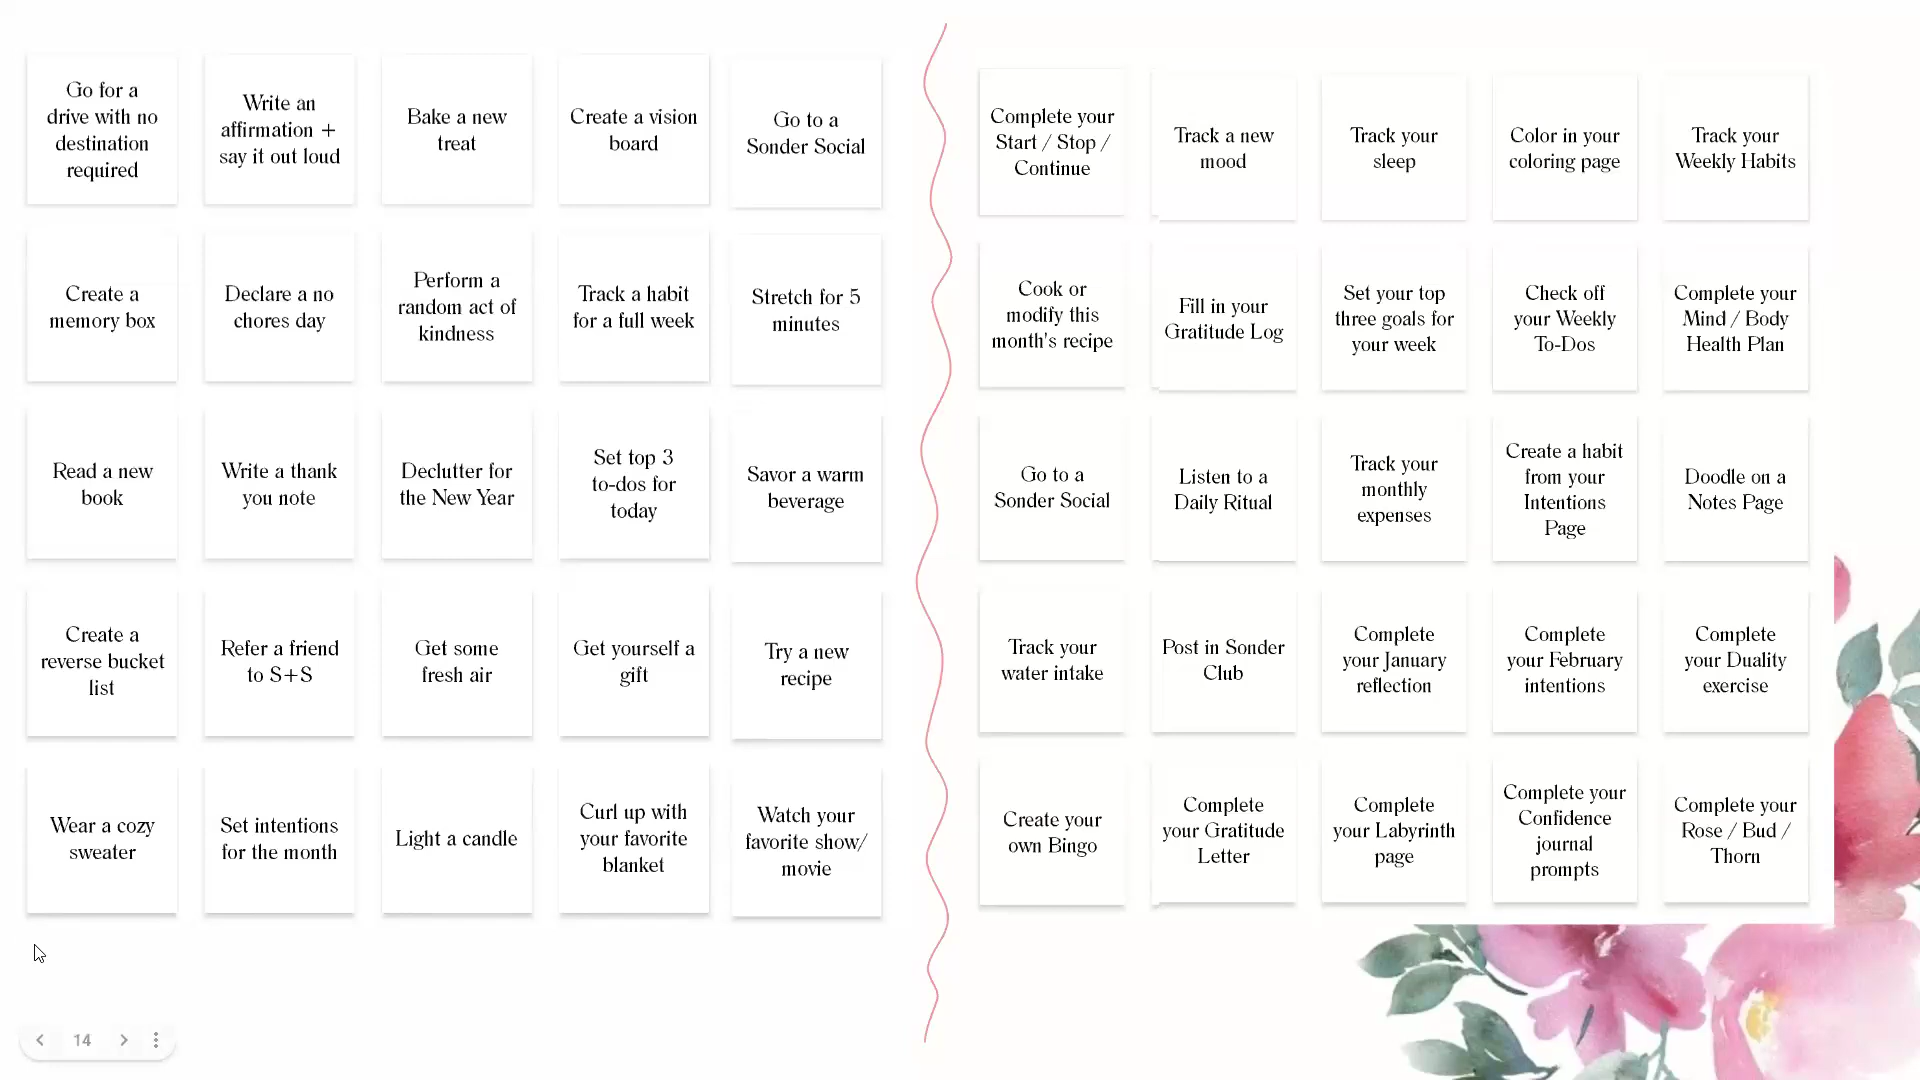 Go for a
drive with no
destination
required
Write an
affirmation +
say it out loud
Bake a new
treat
Create a vision
board
Go to a
Sonder Social
Create a
memory box
Declare a no
chores day
Perform a
random act of
kindness
Track a habit
for a full week
Stretch for 5
minutes
Read a new
book
Write a thank
you note
Declutter for
the New Year
Set top 3
to-dos for
today
Savor a warm
beverage
Create a
reverse bucket
list
Refer a friend
to S+S
Get some
fresh air
Get yourself a
gift
Try a new
recipe
Wear a cozy
sweater
Set intentions
for the month
Light a candle
Curl up with
your favorite
blanket
Watch your
favorite show/
movie
Complete your
Start / Stop /
Continue
Track a new
mood
Track your
sleep
Color in your
coloring page
Track your
Weekly Habits
Cook or
modify this
month's recipe
Fill in your
Gratitude Log
Set your top
three goals for
your week
Check off
your Weekly
To-Dos
Complete your
Mind / Body
Health Plan
Go to a
Sonder Social
Listen to a
Daily Ritual
Track your
monthly
expenses
Create a habit
from your
Intentions
Page
Doodle on a
Notes Page
Track your
water intake
Post in Sonder
Club
Complete
your January
reflection
Complete
your February
intentions
Complete
your Duality
exercise
Create your
own Bingo
Complete
your Gratitude
Letter
Complete
your Labyrinth
page
Complete your
Confidence
journal
prompts
Complete your
Rose / Bud /
Thorn
14